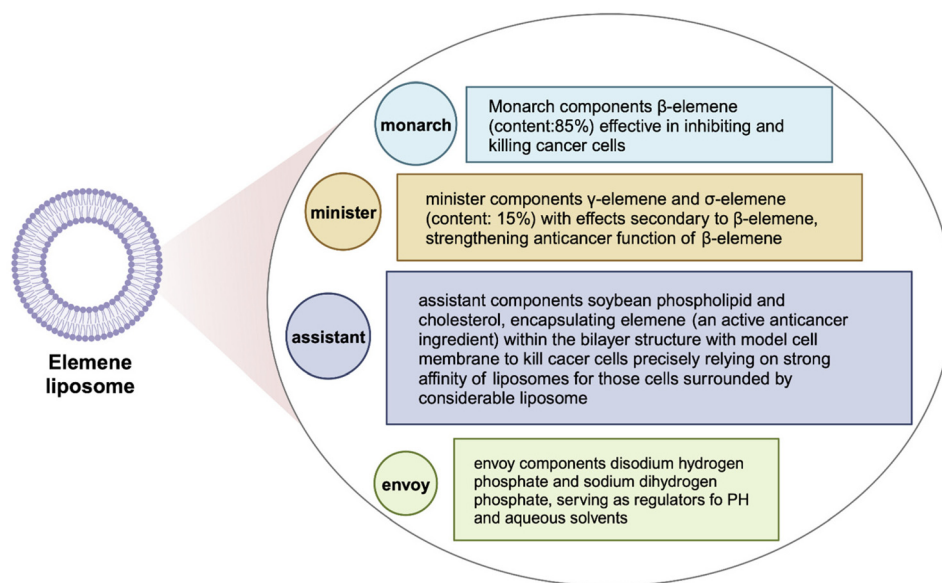 monarch
Monarch components β-elemene
(content:85%) effective in inhibiting and
killing cancer cells
minister
minister components γ-elemene and σ-elemene
(content: 15%) with effects secondary to β-elemene,
strengthening anticancer function of β-elemene
Elemene
liposome
assistant
assistant components soybean phospholipid and
cholesterol, encapsulating elemene (an active anticancer
ingredient) within the bilayer structure with model cell
membrane to kill cacer cells precisely relying on strong
affinity of liposomes for those cells surrounded by
considerable liposome
envoy
envoy components disodium hydrogen
phosphate and sodium dihydrogen
phosphate, serving as regulators fo PH
and aqueous solvents